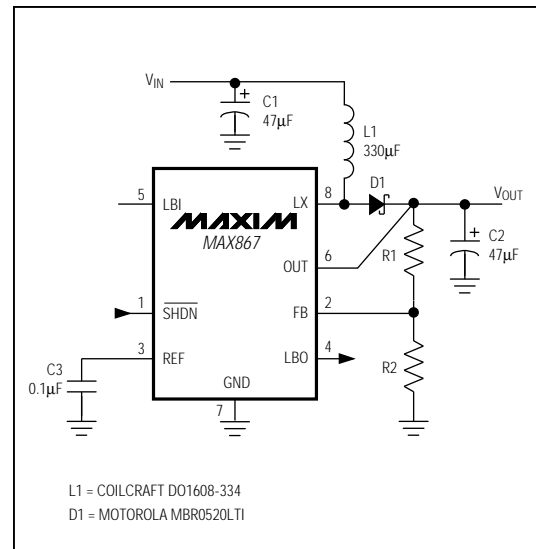 VIN
C1
47µF
L1
330µF
D1
VOUT
5
LBI
MAXIM
MAX867
LX
8
OUT
6
R1
C2
47µF
1
SHDN
FB
2
3
REF
LBO
4
C3
0.1µF
R2
GND
7
L1 = COILCRAFT DO1608-334
D1 = MOTOROLA MBR0520LTI